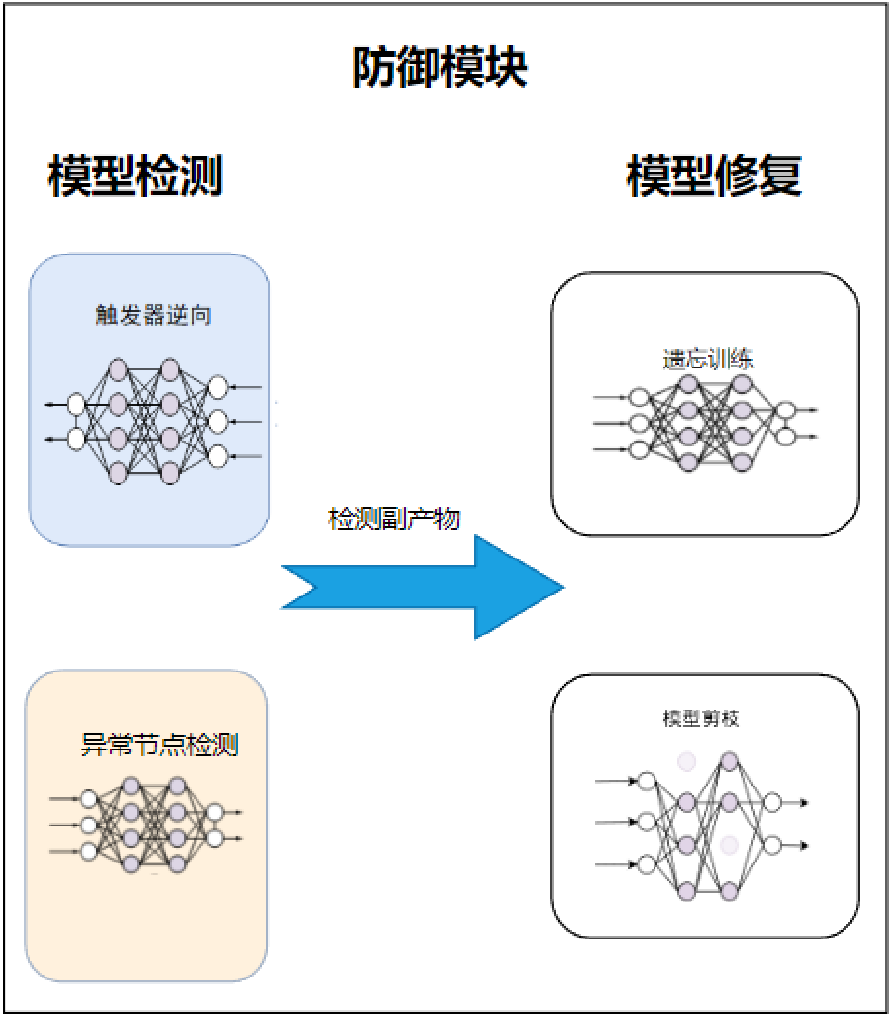 防御模块
模型检测
模型修复
触发器逆向
遗忘训练
检测副产物
异常节点检测
模型剪枝